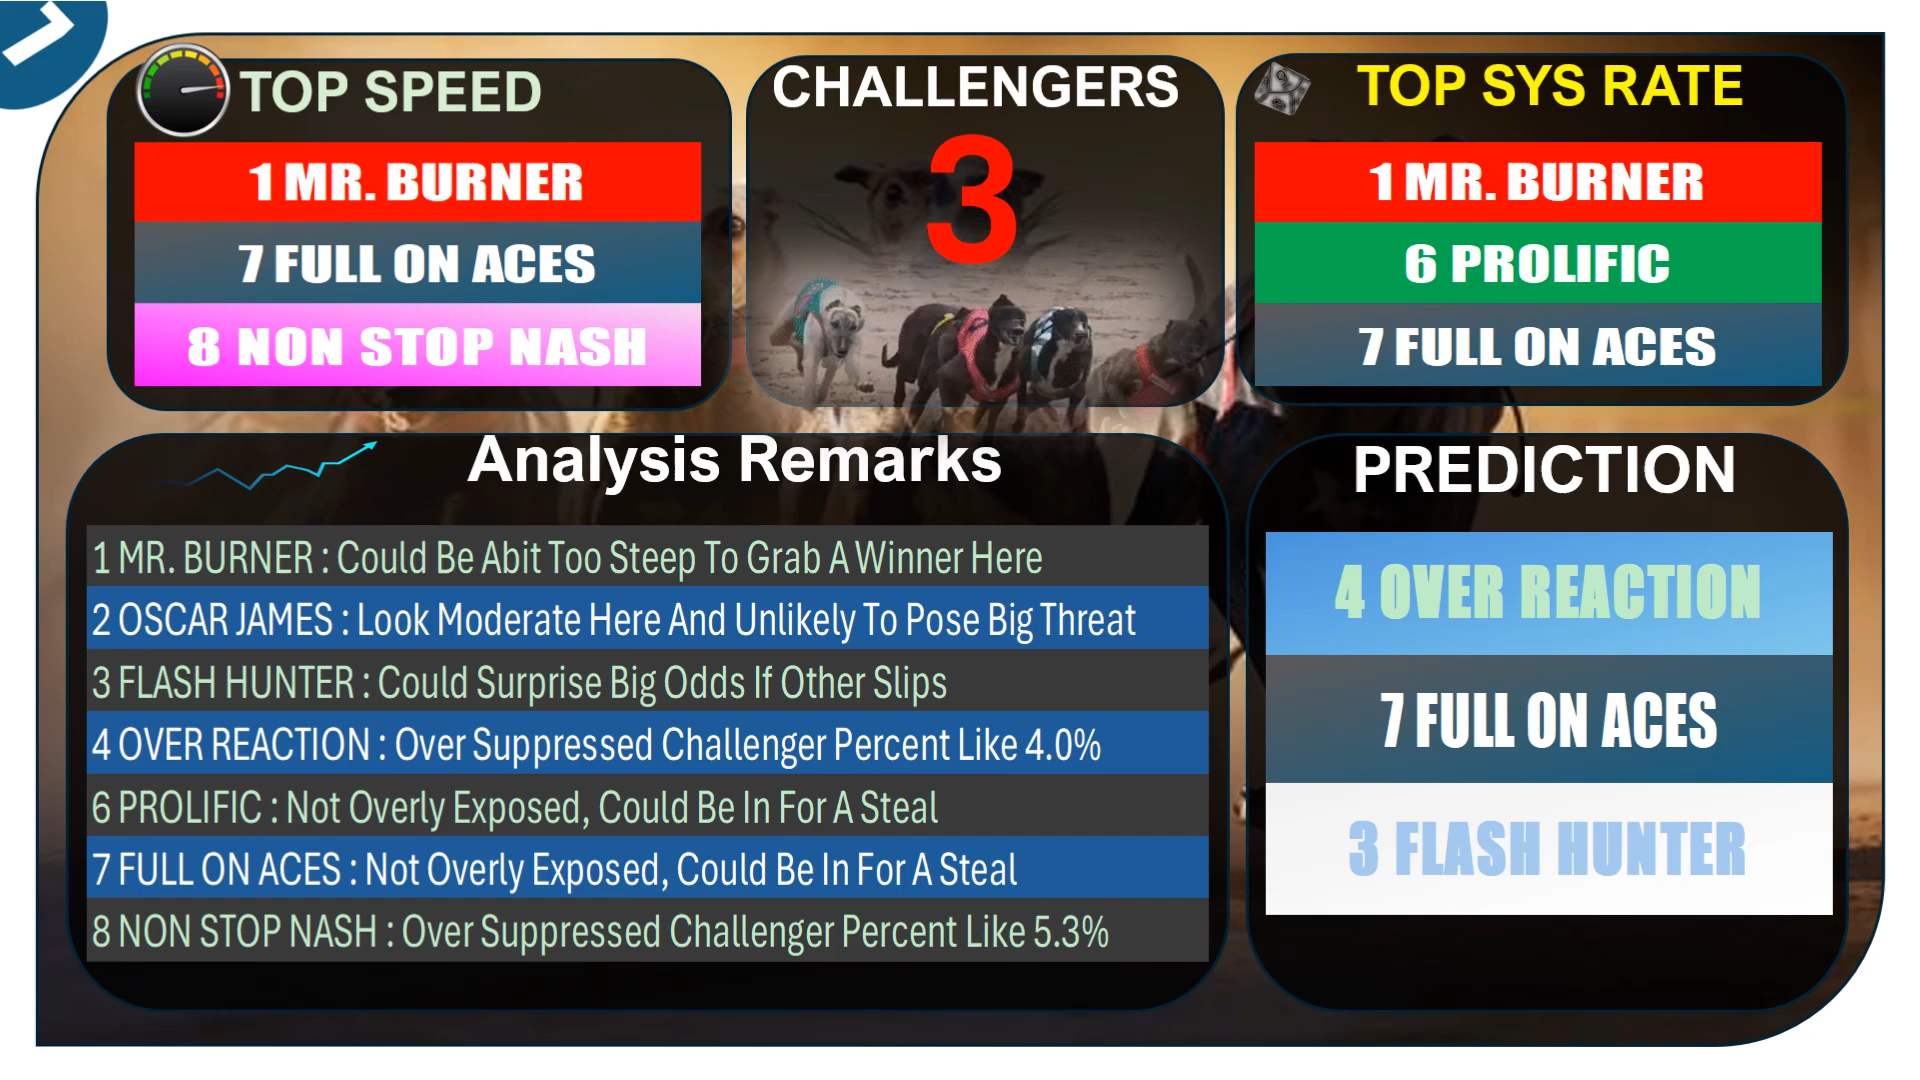 TOP SPEED
1 MR. BURNER
7 FULL ON ACES
8 NON STOP NASH
CHALLENGERS
3
TOP SYS RATE
1 MR. BURNER
6 PROLIFIC
7 FULL ON ACES
Analysis Remarks
1 MR. BURNER : Could Be Abit Too Steep To Grab A Winner Here
2 OSCAR JAMES : Look Moderate Here And Unlikely To Pose Big Threat
3 FLASH HUNTER : Could Surprise Big Odds If Other Slips
4 OVER REACTION : Over Suppressed Challenger Percent Like 4.0%
6 PROLIFIC : Not Overly Exposed, Could Be In For A Steal
7 FULL ON ACES : Not Overly Exposed, Could Be In For A Steal
8 NON STOP NASH : Over Suppressed Challenger Percent Like 5.3%
PREDICTION
4 OVER REACTION
7 FULL ON ACES
3 FLASH HUNTER